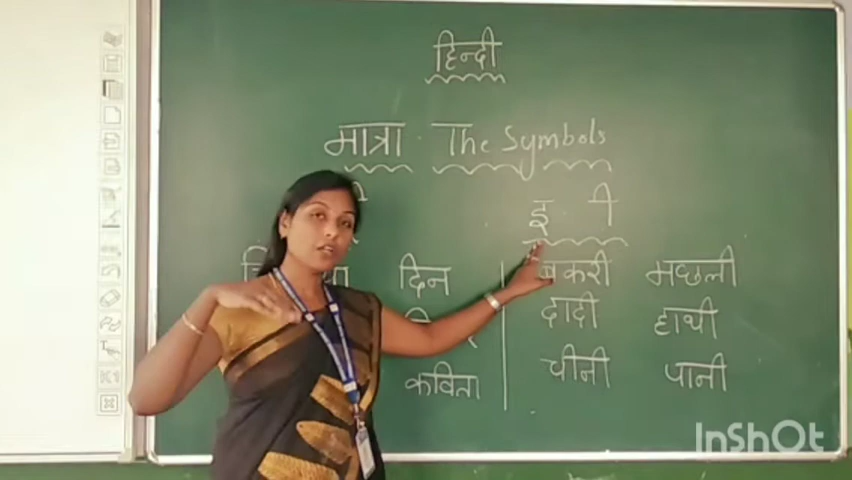 हिन्दी
मात्रा The Symbols
इ ी
दिन बकरी मछली
दादी हाथी
कविता चीनी पानी
InShOt